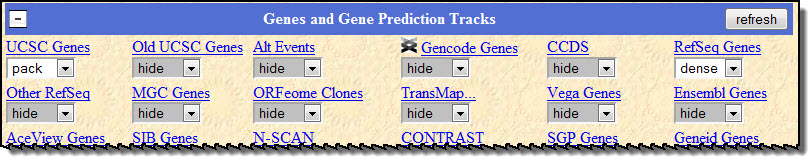 - Genes and Gene Prediction Tracks refresh
UCSC Genes Old UCSC Genes Alt Events Gencode Genes CCDS RefSeq Genes
pack hide hide hide hide dense
Other RefSeq MGC Genes ORFeome Clones TransMap... Vega Genes Ensembl Genes
hide hide hide hide hide hide
AceView Genes SIB Genes N-SCAN CONTRAST SGP Genes Geneid Genes